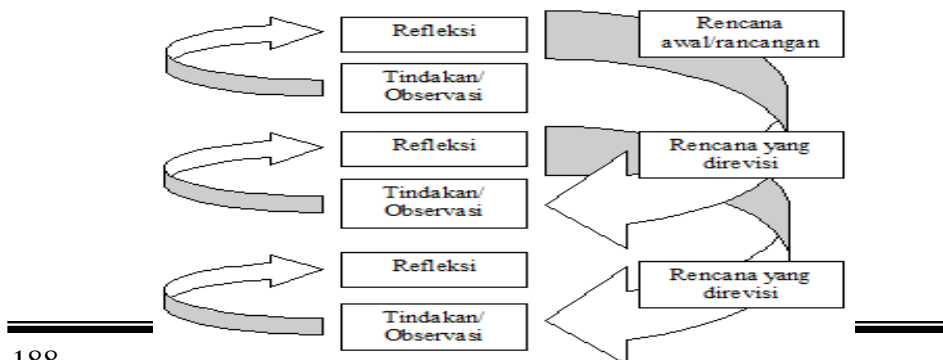 Refleksi
Rencana
awal/rancangan
Tindakan/
Observasi
Refleksi
Rencana yang
direvisi
Tindakan/
Observasi
Refleksi
Rencana yang
direvisi
Tindakan/
Observasi
188